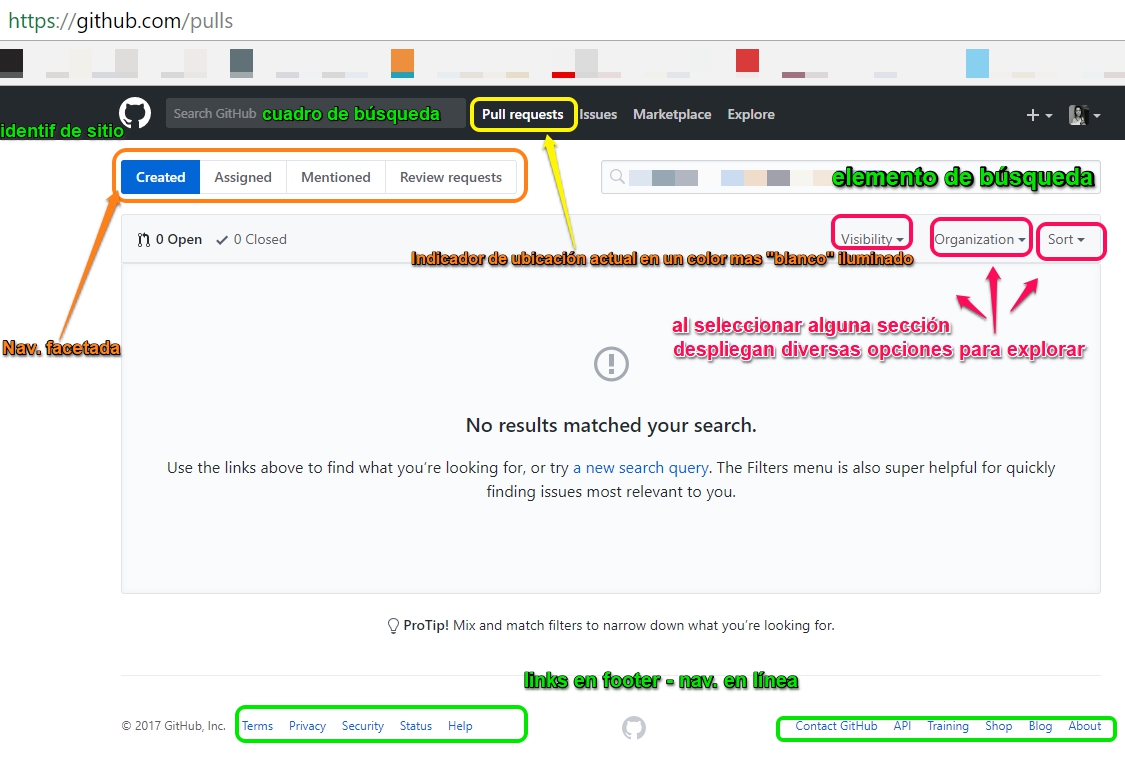 https://github.com/pulls
Search GitHub cuadro de búsqueda Pull requests Issues Marketplace Explore
identif de sitio
Created Assigned Mentioned Review requests elemento de búsqueda
0 Open 0 Closed Visibility Organization Sort
Indicador de ubicación actual en un color mas "blanco" iluminado
al seleccionar alguna sección
despliegan diversas opciones para explorar
Nav. facetada
No results matched your search.
Use the links above to find what you’re looking for, or try a new search query. The Filters menu is also super helpful for quickly
finding issues most relevant to you.
ProTip! Mix and match filters to narrow down what you’re looking for.
links en footer - nav. en línea
© 2017 GitHub, Inc. Terms Privacy Security Status Help Contact GitHub API Training Shop Blog About